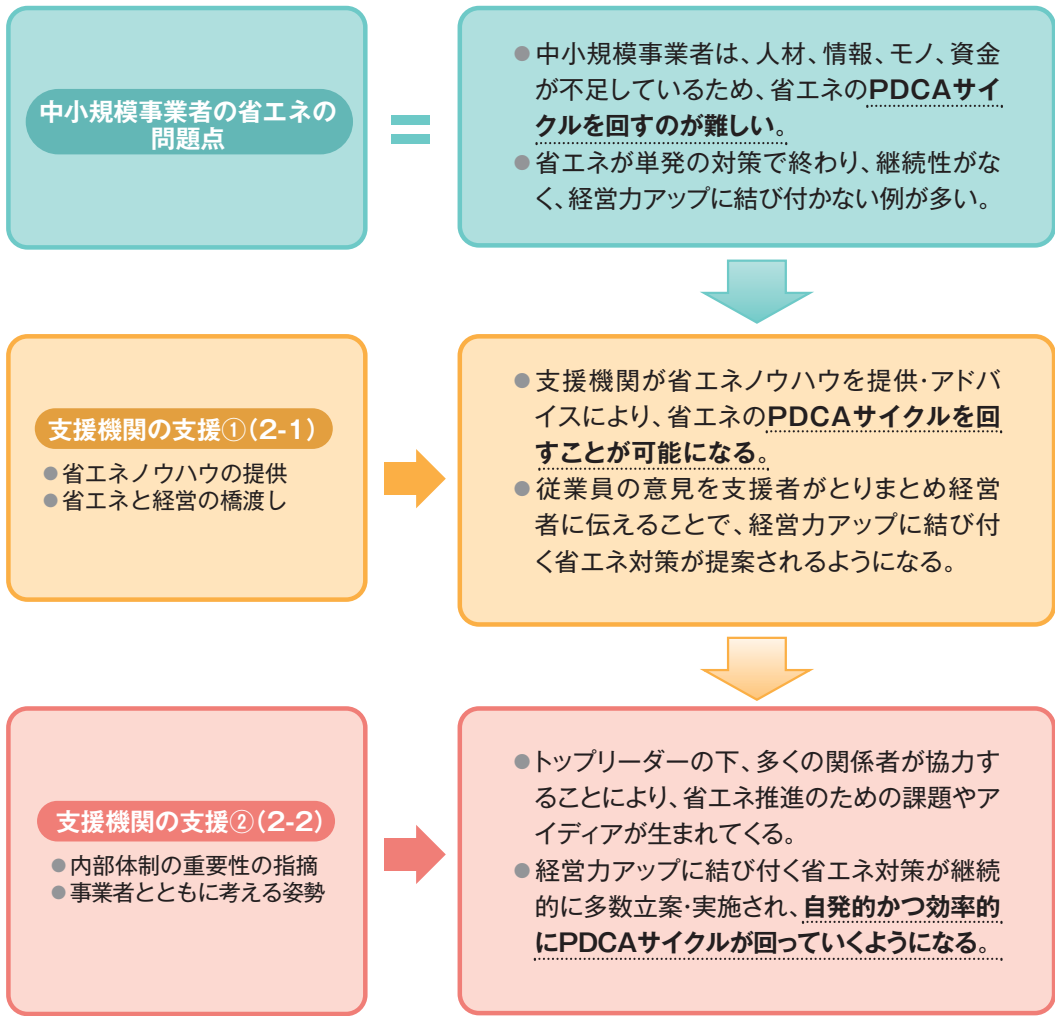 中小規模事業者の省エネの
問題点
●中小規模事業者は、人材、情報、モノ、資金
が不足しているため、省エネのPDCAサイ
クルを回すのが難しい。
●省エネが単発の対策で終わり、継続性がな
く、経営力アップに結び付かない例が多い。
支援機関の支援①(2-1)
●省エネノウハウの提供
●省エネと経営の橋渡し
●支援機関が省エネノウハウを提供・アドバ
イスにより、省エネのPDCAサイクルを回
すことが可能になる。
●従業員の意見を支援者がとりまとめ経営
者に伝えることで、経営力アップに結び付
く省エネ対策が提案されるようになる。
支援機関の支援②(2-2)
●内部体制の重要性の指摘
●事業者とともに考える姿勢
●トップリーダーの下、多くの関係者が協力す
ることにより、省エネ推進のための課題やア
イディアが生まれてくる。
●経営力アップに結び付く省エネ対策が継続
的に多数立案・実施され、自発的かつ効率的
にPDCAサイクルが回っていくようになる。